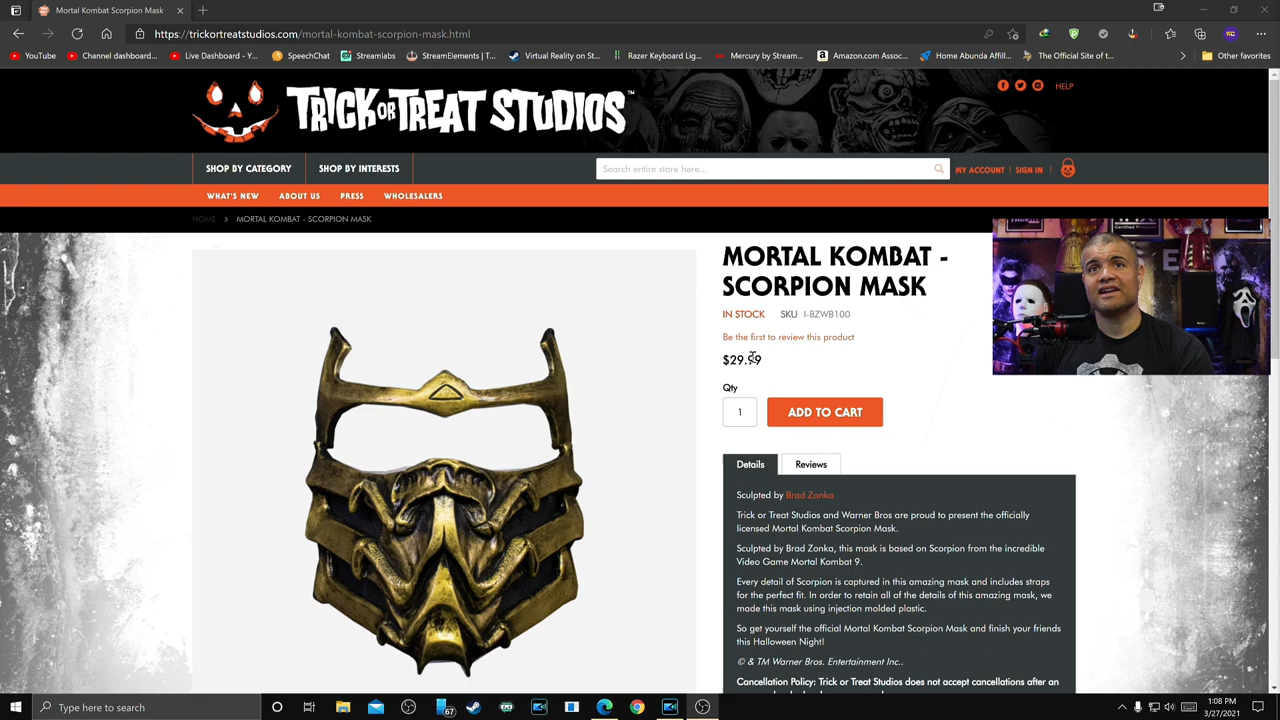 Mortal Kombat Scorpion Mask
https://trickortreatstudios.com/mortal-kombat-scorpion-mask.html
YouTube
Channel dashboard...
Live Dashboard - Y...
SpeechChat
Streamlabs
StreamElements | T...
Virtual Reality on St...
Razer Keyboard Lig...
Mercury by Stream...
Amazon.com Assoc...
Home Abunda Affill...
The Official Site of t...
Other favorites
TRICK OR TREAT STUDIOS™
HELP
SHOP BY CATEGORY
SHOP BY INTERESTS
Search entire store here...
MY ACCOUNT | SIGN IN |
WHAT'S NEW
ABOUT US
PRESS
WHOLESALERS
HOME > MORTAL KOMBAT - SCORPION MASK
MORTAL KOMBAT -
SCORPION MASK
IN STOCK SKU I-BZWB100
Be the first to review this product
$29.99
Qty
1
ADD TO CART
Details
Reviews
Sculpted by Brad Zonka
Trick or Treat Studios and Warner Bros are proud to present the officially
licensed Mortal Kombat Scorpion Mask.
Sculpted by Brad Zonka, this mask is based on Scorpion from the incredible
Video Game Mortal Kombat 9.
Every detail of Scorpion is captured in this amazing mask and includes straps
for the perfect fit. In order to retain all of the details of this amazing mask, we
made this mask using injection molded plastic.
So get yourself the official Mortal Kombat Scorpion Mask and finish your friends
this Halloween Night!
© & TM Warner Bros. Entertainment Inc..
Cancellation Policy: Trick or Treat Studios does not accept cancellations after an
Type here to search
67
1:08 PM
3/27/2021